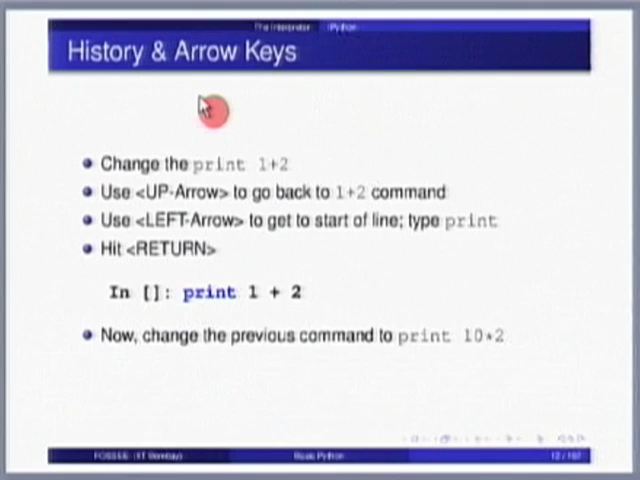 The Interpreter IPython
History & Arrow Keys
Change the print 1+2
Use <UP-Arrow> to go back to 1+2 command
Use <LEFT-Arrow> to get to start of line; type print
Hit <RETURN>
In []: print 1 + 2
Now, change the previous command to print 10*2
FOSSEE (IIT Bombay) Basic Python 12 / 107